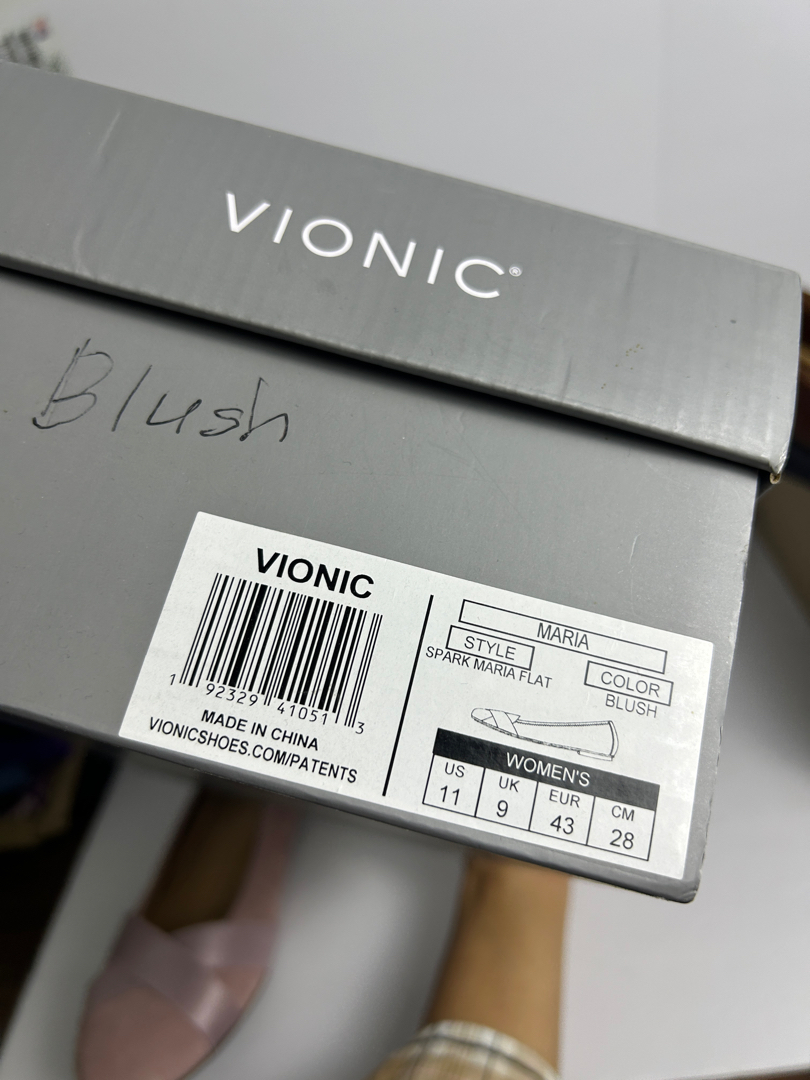 VIONIC®
Blush
VIONIC
1 92329 41051 3
MADE IN CHINA
VIONICSHOES.COM/PATENTS
MARIA
STYLE
SPARK MARIA FLAT
COLOR
BLUSH
WOMEN'S
US UK EUR CM
11 9 43 28